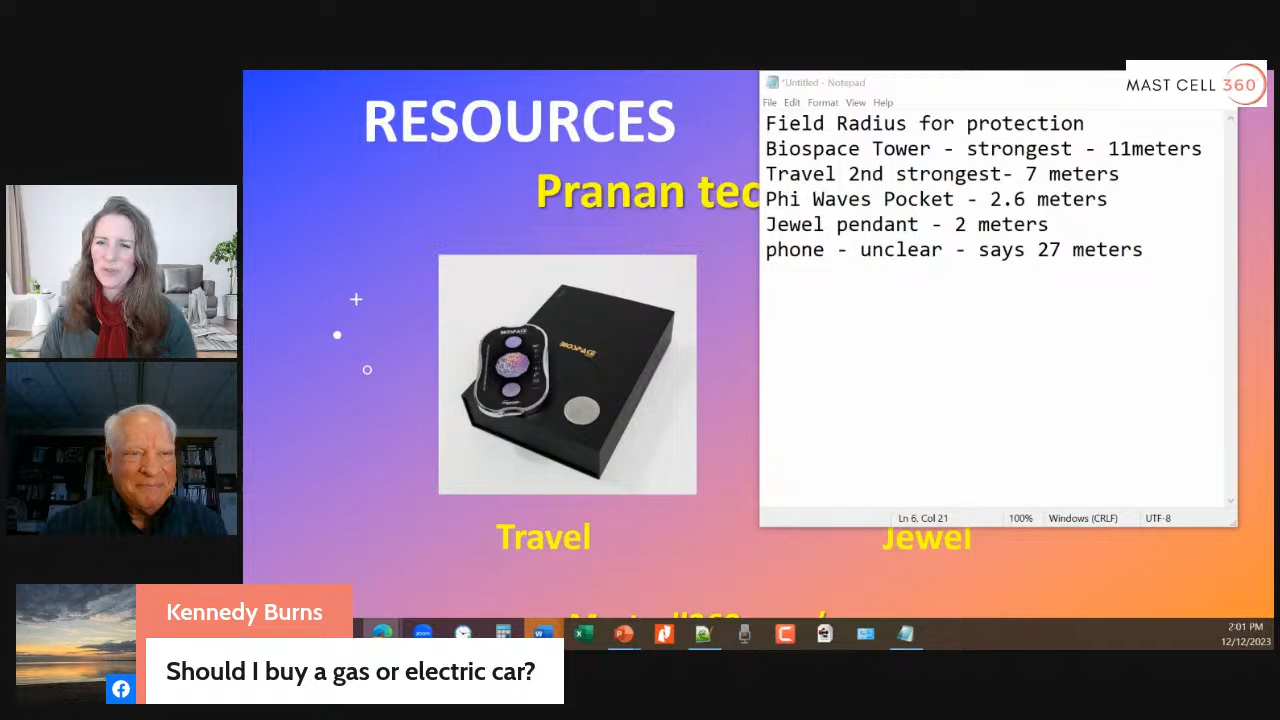 RESOURCES
Pranan tec
BIOSPACE
BIOSPACE
Travel
Jewel
*Untitled - Notepad
File Edit Format View Help
Field Radius for protection
Biospace Tower - strongest - 11meters
Travel 2nd strongest- 7 meters
Phi Waves Pocket - 2.6 meters
Jewel pendant - 2 meters
phone - unclear - says 27 meters
Ln 6, Col 21 100% Windows (CRLF) UTF-8
MAST CELL 360
zoom
2:01 PM
12/12/2023
Kennedy Burns
Should I buy a gas or electric car?